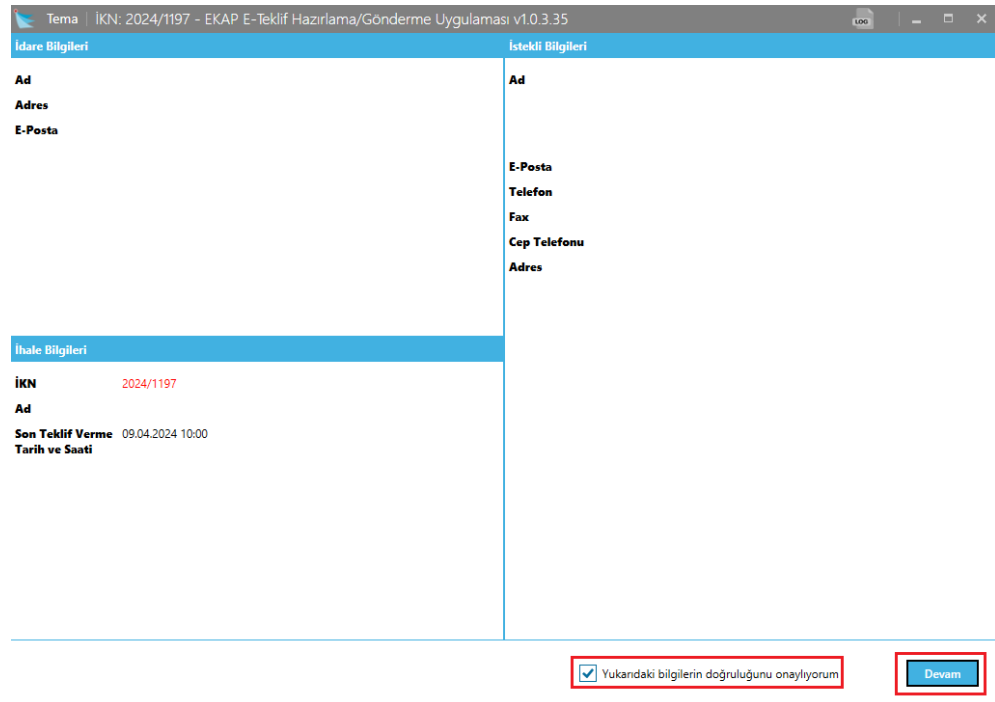 Tema İKN: 2024/1197 - EKAP E-Teklif Hazırlama/Gönderme Uygulaması v1.0.3.35
LOG
İdare Bilgileri
Ad
Adres
E-Posta
İstekli Bilgileri
Ad
E-Posta
Telefon
Fax
Cep Telefonu
Adres
İhale Bilgileri
İKN 2024/1197
Ad
Son Teklif Verme 09.04.2024 10:00
Tarih ve Saati
Yukarıdaki bilgilerin doğruluğunu onaylıyorum
Devam